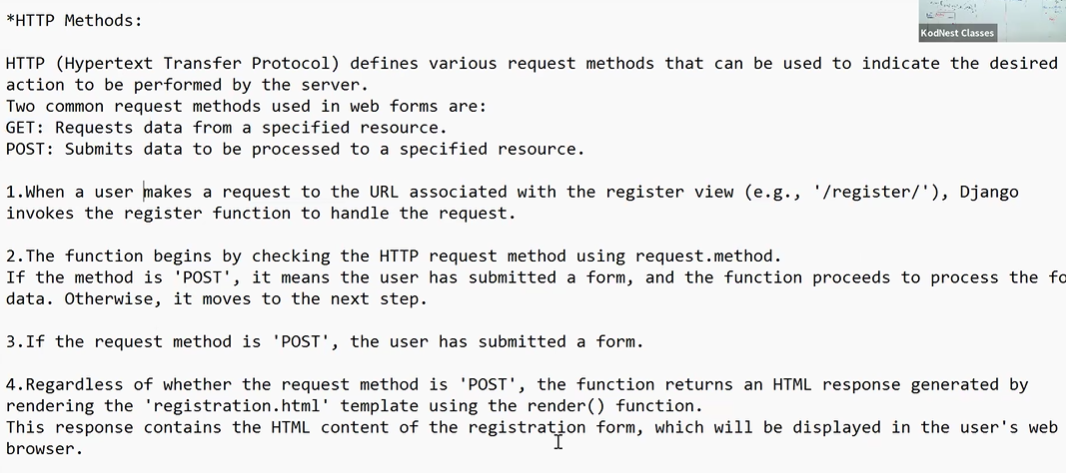 *HTTP Methods:
KodNest Classes
HTTP (Hypertext Transfer Protocol) defines various request methods that can be used to indicate the desired
action to be performed by the server.
Two common request methods used in web forms are:
GET: Requests data from a specified resource.
POST: Submits data to be processed to a specified resource.
1.When a user makes a request to the URL associated with the register view (e.g., '/register/'), Django
invokes the register function to handle the request.
2.The function begins by checking the HTTP request method using request.method.
If the method is 'POST', it means the user has submitted a form, and the function proceeds to process the fo
data. Otherwise, it moves to the next step.
3.If the request method is 'POST', the user has submitted a form.
4.Regardless of whether the request method is 'POST', the function returns an HTML response generated by
rendering the 'registration.html' template using the render() function.
This response contains the HTML content of the registration form, which will be displayed in the user's web
browser.